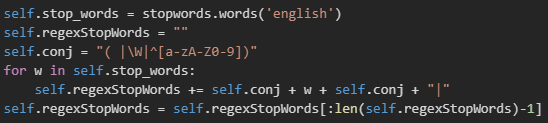 self.stop_words = stopwords.words('english')
self.regexStopWords = ""
self.conj = "( |\W|^[a-zA-Z0-9])"
for w in self.stop_words:
    self.regexStopWords += self.conj + w + self.conj + "|"
self.regexStopWords = self.regexStopWords[:len(self.regexStopWords)-1]